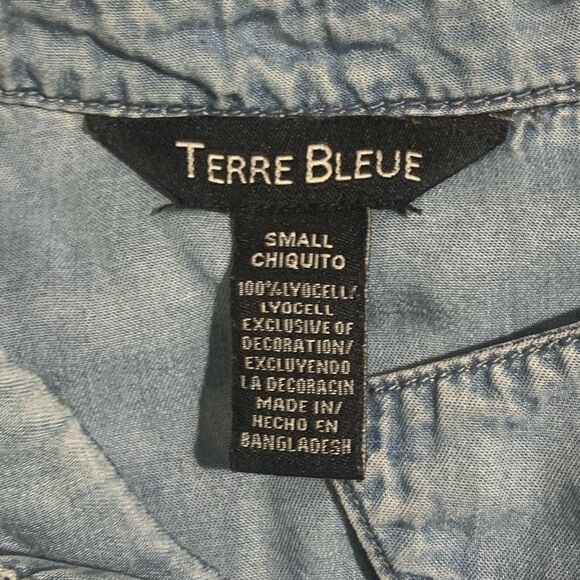 TERRE BLEUE
SMALL
CHIQUITO
100%LYOCELL/
LYOCELL
EXCLUSIVE OF
DECORATION/
EXCLUYENDO
LA DECORACIN
MADE IN/
HECHO EN
BANGLADESH